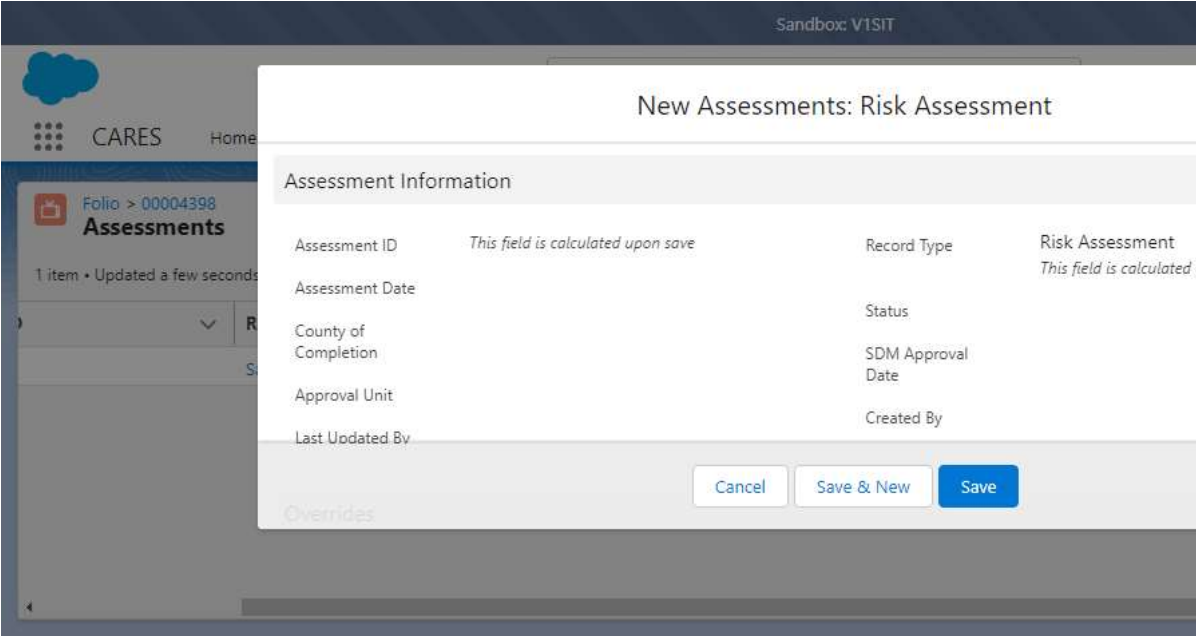 Sandbox: V1SIT
New Assessments: Risk Assessment
CARES Home
Assessment Information
Folio > 00004398
Assessments
1 item • Updated a few seconds
Assessment ID This field is calculated upon save Record Type Risk Assessment
This field is calculated
Assessment Date
Status
County of
Completion
SDM Approval
Date
Approval Unit
Created By
Last Updated By
Cancel Save & New Save
Overrides